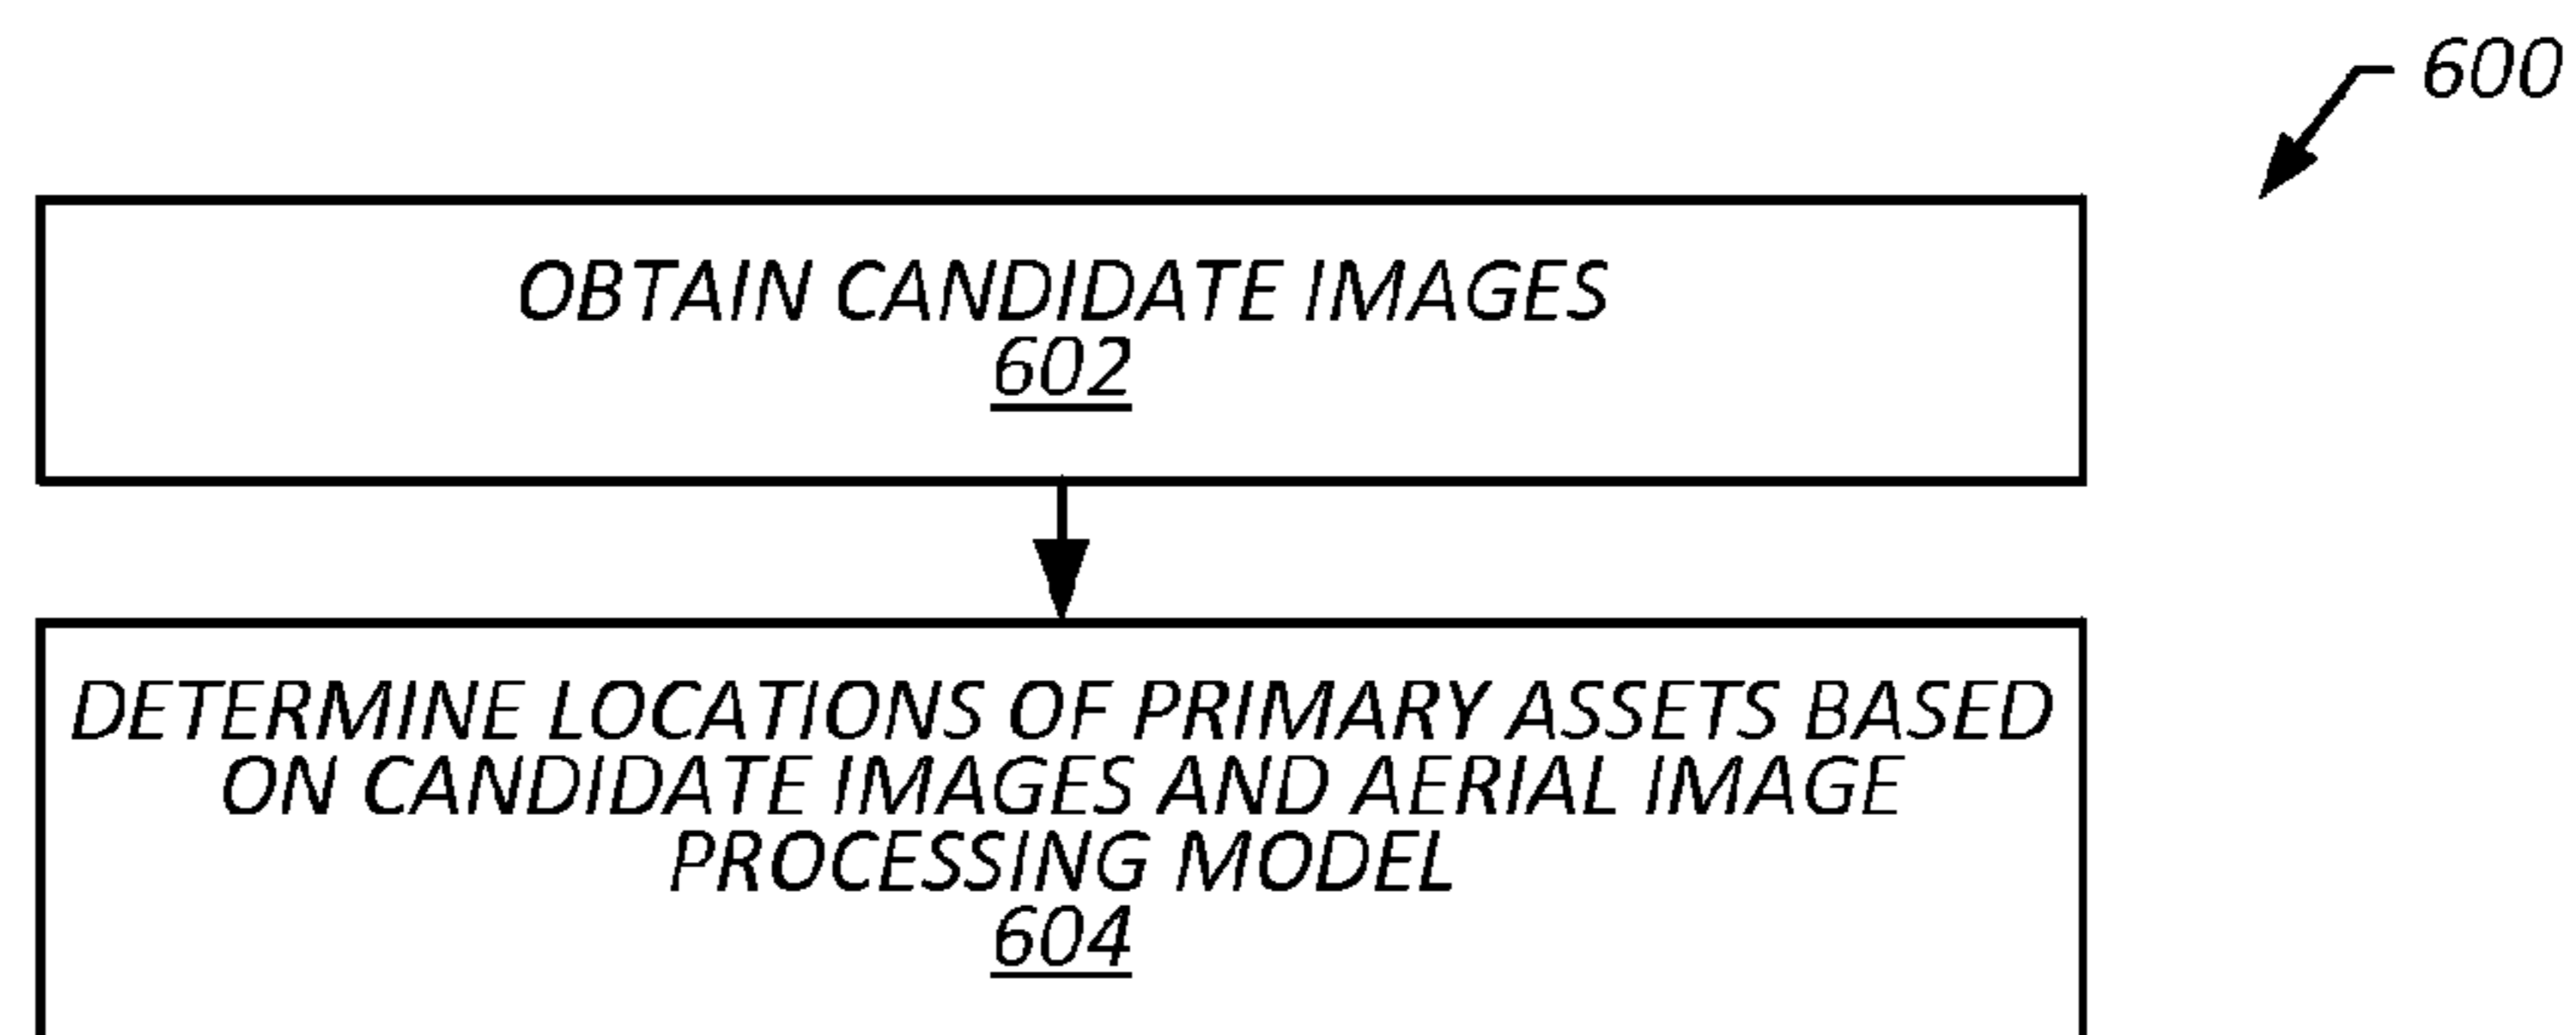 600
OBTAIN CANDIDATE IMAGES
602
DETERMINE LOCATIONS OF PRIMARY ASSETS BASED
ON CANDIDATE IMAGES AND AERIAL IMAGE
PROCESSING MODEL
604